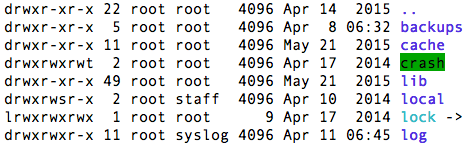 drwxr-xr-x 22 root root   4096 Apr 14  2015 ..
drwxr-xr-x  5 root root   4096 Apr  8 06:32 backups
drwxr-xr-x 11 root root   4096 May 21  2015 cache
drwxrwxrwt  2 root root   4096 Apr 17  2014 crash
drwxr-xr-x 49 root root   4096 May 21  2015 lib
drwxrwsr-x  2 root staff  4096 Apr 10  2014 local
lrwxrwxrwx  1 root root      9 Apr 17  2014 lock ->
drwxrwxr-x 11 root syslog 4096 Apr 11 06:45 log